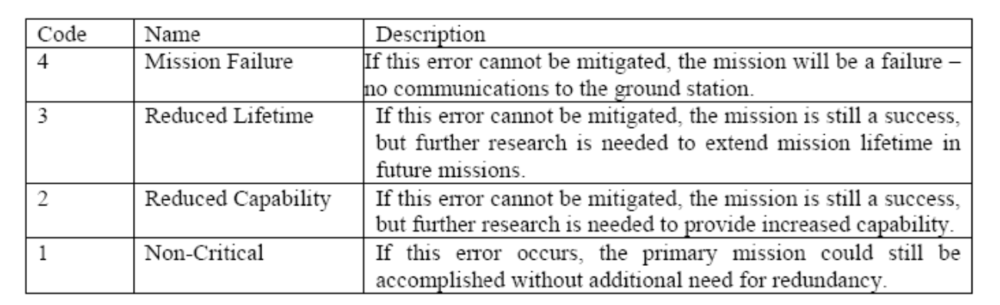 Code Name Description
4 Mission Failure If this error cannot be mitigated, the mission will be a failure –
no communications to the ground station.
3 Reduced Lifetime If this error cannot be mitigated, the mission is still a success,
but further research is needed to extend mission lifetime in
future missions.
2 Reduced Capability If this error cannot be mitigated, the mission is still a success,
but further research is needed to provide increased capability.
1 Non-Critical If this error occurs, the primary mission could still be
accomplished without additional need for redundancy.